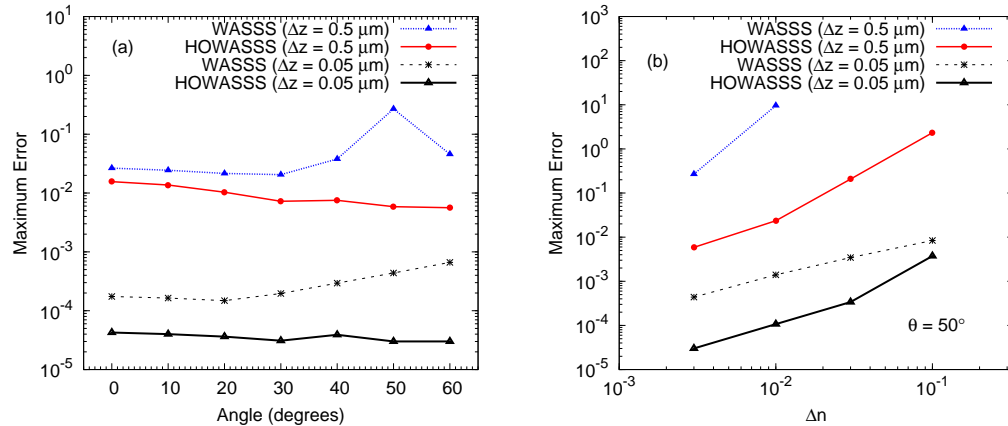 (a)
WASSS (Δz = 0.5 μm)
HOWASSS (Δz = 0.5 μm)
WASSS (Δz = 0.05 μm)
HOWASSS (Δz = 0.05 μm)
10^1
10^0
10^-1
10^-2
10^-3
10^-4
10^-5
Maximum Error
0 10 20 30 40 50 60
Angle (degrees)
(b)
WASSS (Δz = 0.5 μm)
HOWASSS (Δz = 0.5 μm)
WASSS (Δz = 0.05 μm)
HOWASSS (Δz = 0.05 μm)
10^3
10^2
10^1
10^0
10^-1
10^-2
10^-3
10^-4
10^-5
Maximum Error
θ = 50°
10^-3 10^-2 10^-1
Δn